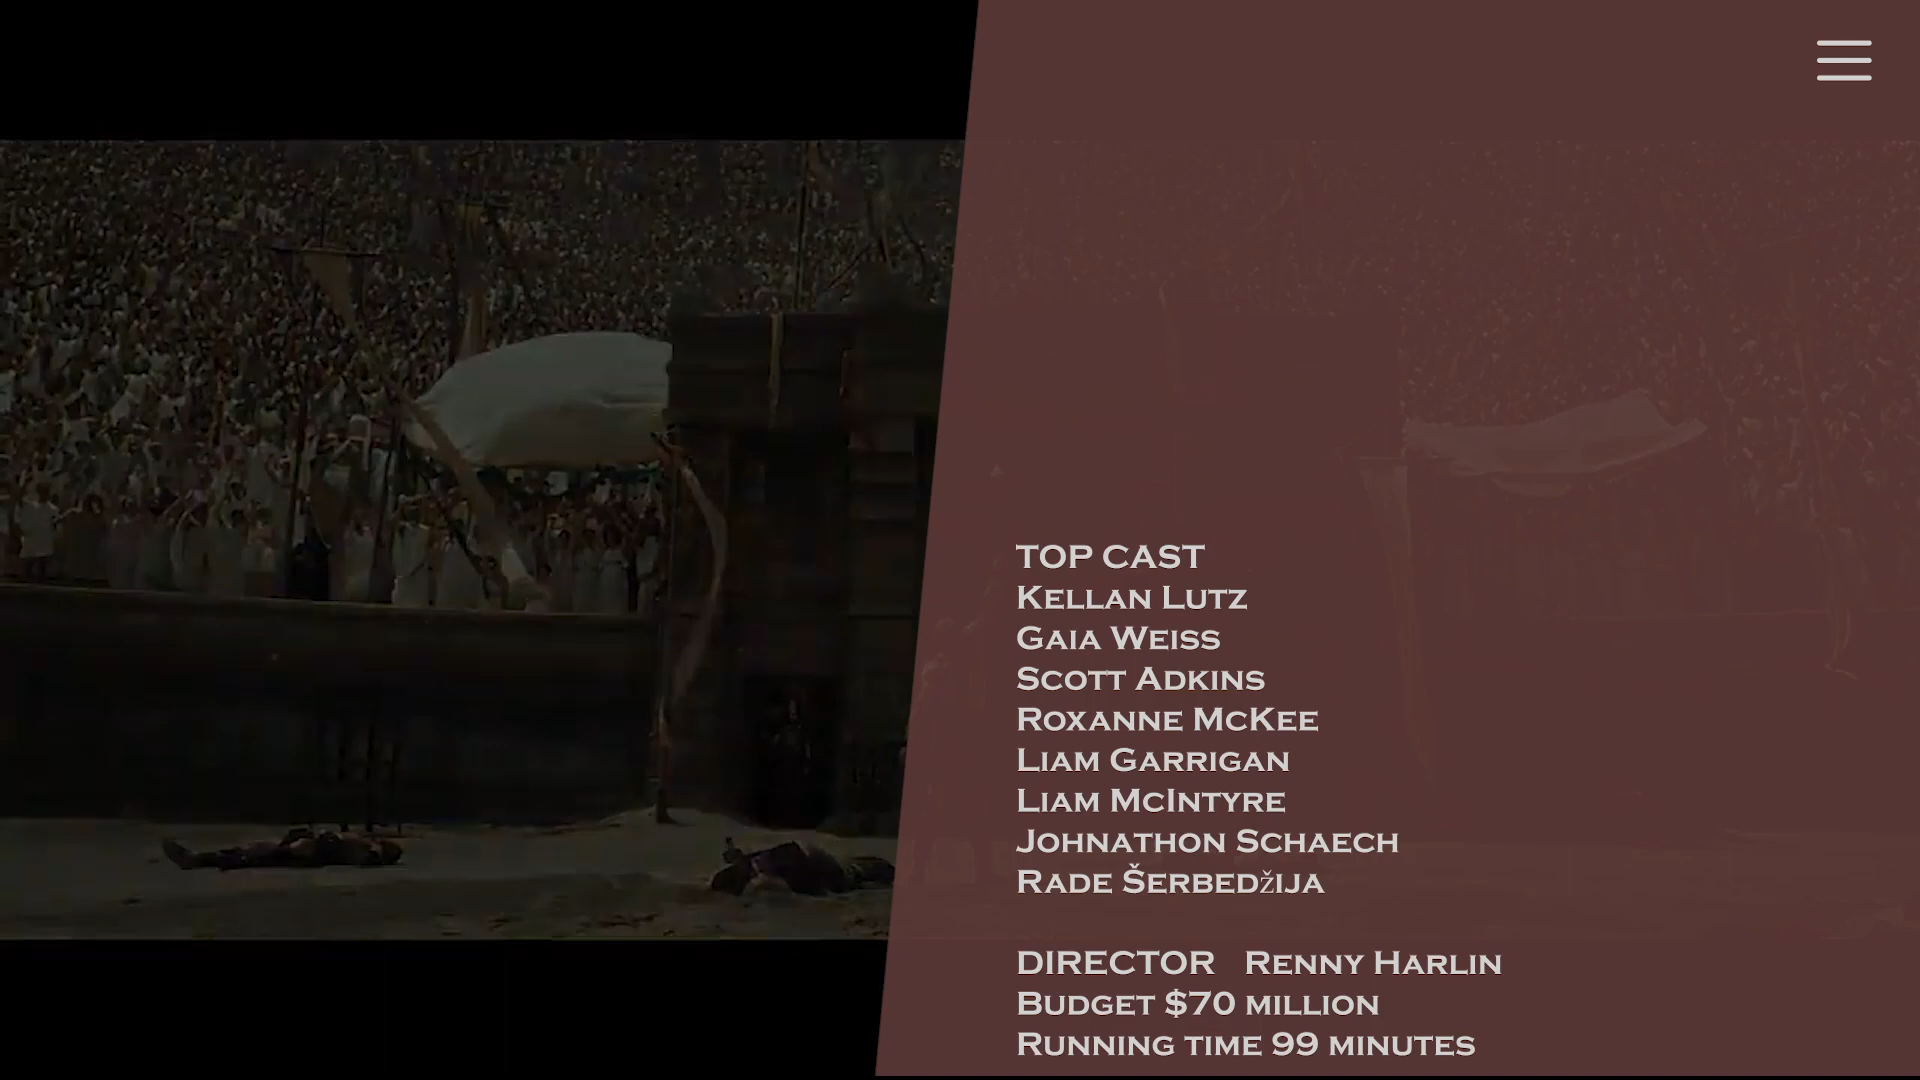 TOP CAST
Kellan Lutz
Gaia Weiss
Scott Adkins
Roxanne McKee
Liam Garrigan
Liam McIntyre
Johnathon Schaech
Rade Šerbedžija
DIRECTOR Renny Harlin
Budget $70 million
Running time 99 minutes